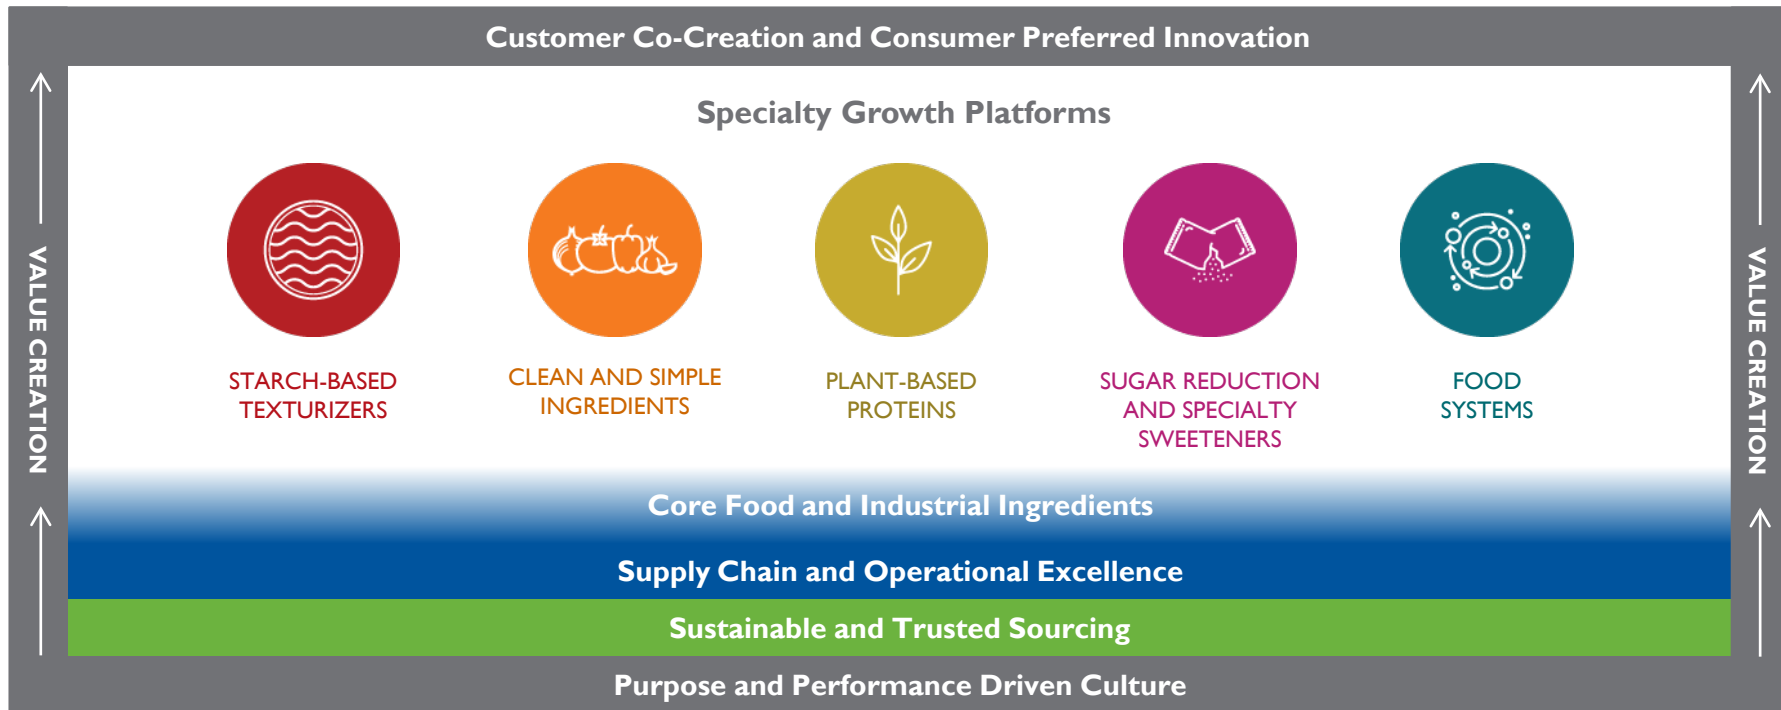 Customer Co-Creation and Consumer Preferred Innovation
Specialty Growth Platforms
STARCH-BASED
TEXTURIZERS
CLEAN AND SIMPLE
INGREDIENTS
PLANT-BASED
PROTEINS
SUGAR REDUCTION
AND SPECIALTY
SWEETENERS
FOOD
SYSTEMS
VALUE CREATION
VALUE CREATION
Core Food and Industrial Ingredients
Supply Chain and Operational Excellence
Sustainable and Trusted Sourcing
Purpose and Performance Driven Culture